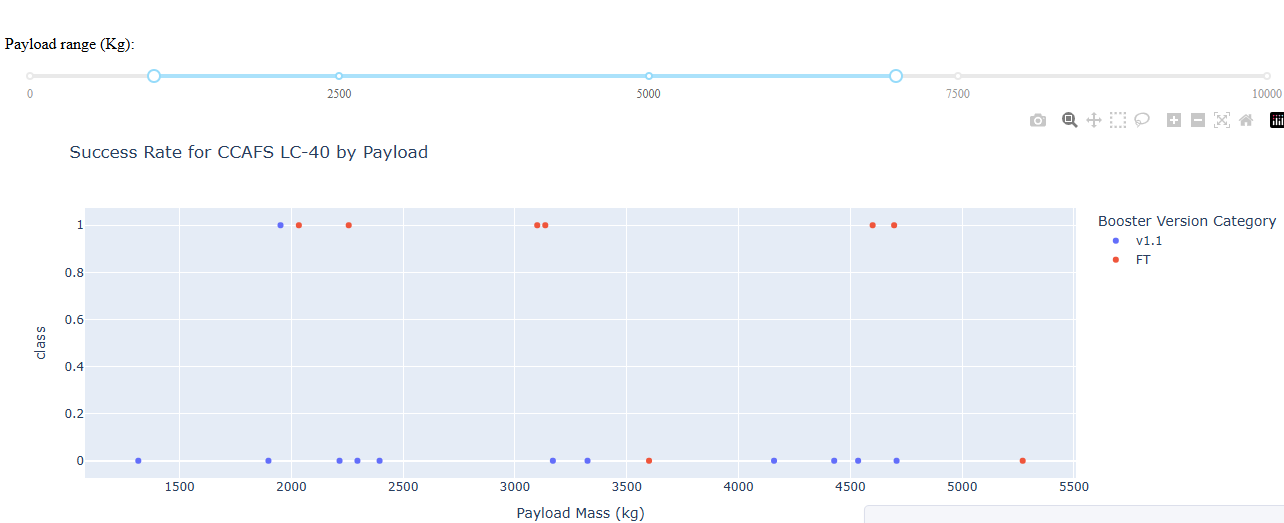 Payload range (Kg):
0 2500 5000 7500 10000
Success Rate for CCAFS LC-40 by Payload
Booster Version Category
v1.1
FT
1
0.8
0.6
0.4
0.2
0
class
1500 2000 2500 3000 3500 4000 4500 5000 5500
Payload Mass (kg)